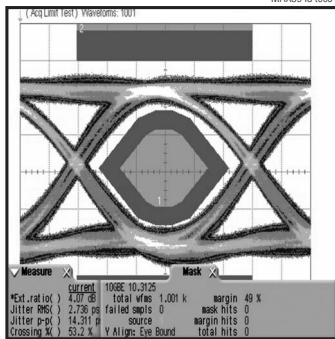 ( Acq Limit Test ) Waveforms: 1001
2
1
Measure X Mask X
current
*Ext.ratio( ) 4.07 dB
Jitter RMS( ) 2.736 ps
Jitter p-p( ) 14.311 p
Crossing %( ) 53.2 %
10GBE 10.3125
total wfms 1.001 k margin 49 %
failed smpls 0 mask hits 0
source margin hits 0
Y Align: Eye Bound total hits 0